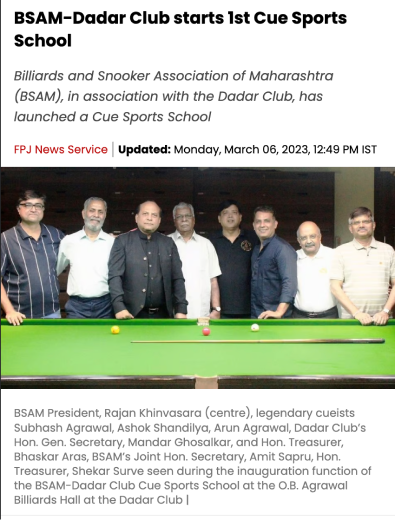 BSAM-Dadar Club starts 1st Cue Sports
School
Billiards and Snooker Association of Maharashtra
(BSAM), in association with the Dadar Club, has
launched a Cue Sports School
FPJ News Service | Updated: Monday, March 06, 2023, 12:49 PM IST
BSAM President, Rajan Khinvasara (centre), legendary cueists
Subhash Agrawal, Ashok Shandilya, Arun Agrawal, Dadar Club's
Hon. Gen. Secretary, Mandar Ghosalkar, and Hon. Treasurer,
Bhaskar Aras, BSAM's Joint Hon. Secretary, Amit Sapru, Hon.
Treasurer, Shekar Surve seen during the inauguration function of
the BSAM-Dadar Club Cue Sports School at the O.B. Agrawal
Billiards Hall at the Dadar Club |